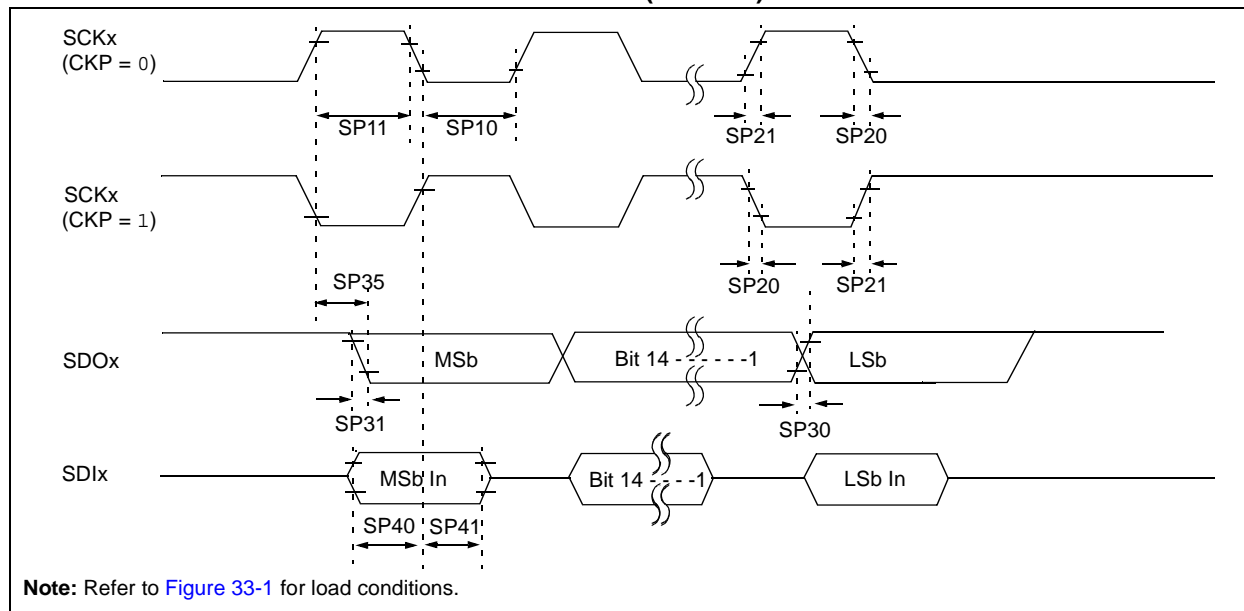 SCKx
(CKP = 0)
SP11
SP10
SP21
SP20
SCKx
(CKP = 1)
SP35
SP20
SP21
SDOx
MSb
Bit 14 - - - - - -1
LSb
SP31
SP30
SDIx
MSb In
Bit 14 - - - - -1
LSb In
SP40
SP41
Note: Refer to Figure 33-1 for load conditions.